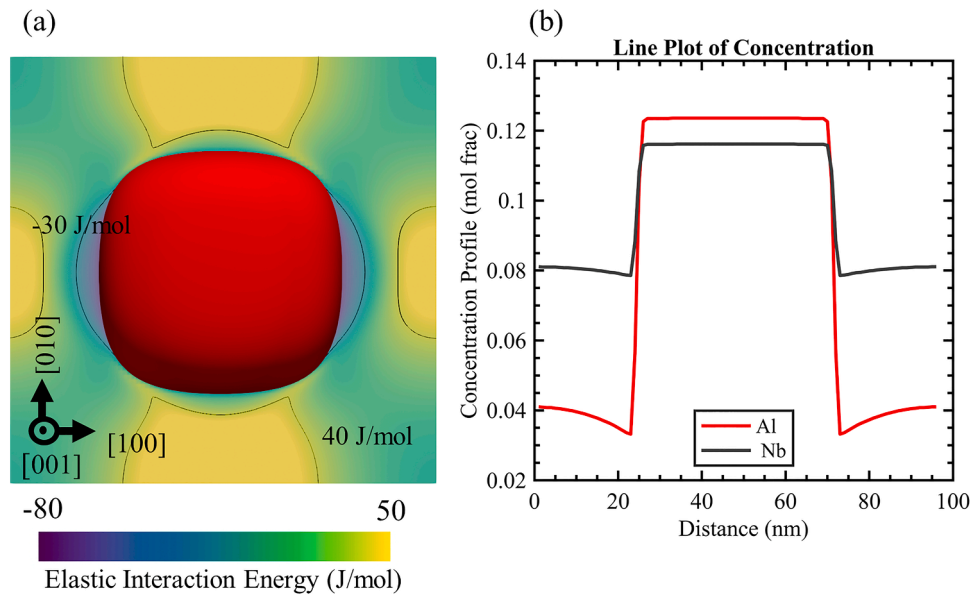 (a)
-30 J/mol
[010]
[100]
[001]
40 J/mol
-80
50
Elastic Interaction Energy (J/mol)
(b)
Line Plot of Concentration
Concentration Profile (mol frac)
0.14
0.12
0.1
0.08
0.06
0.04
0.02
0
20
40
60
80
100
Distance (nm)
Al
Nb